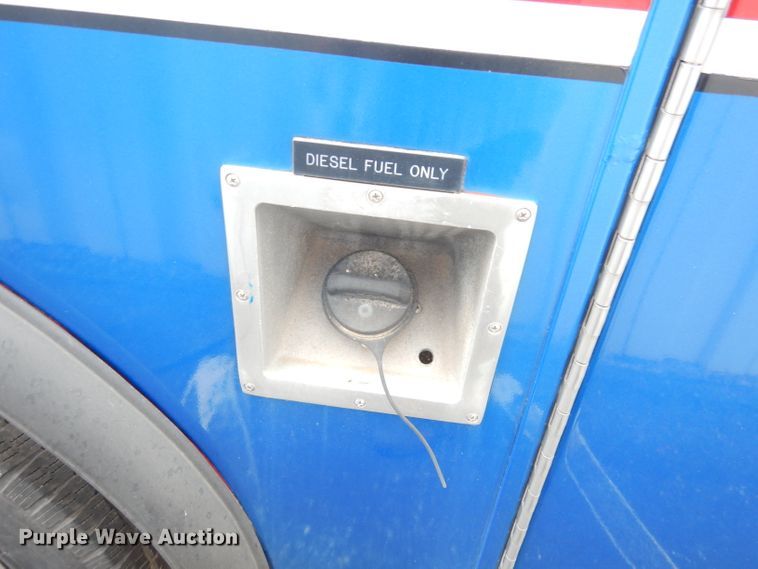 DIESEL FUEL ONLY
Purple Wave Auction